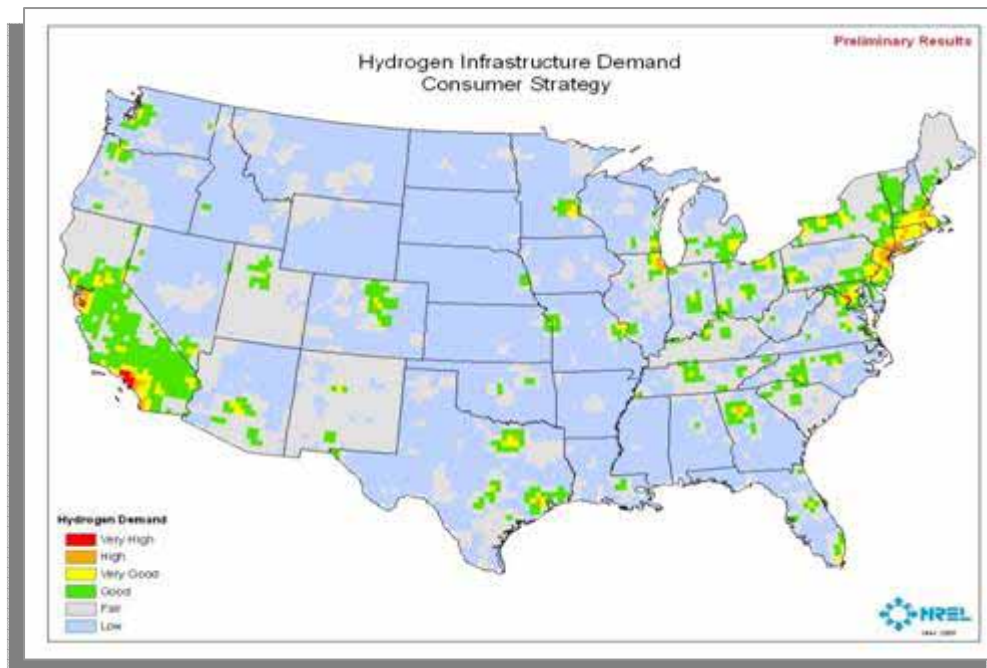 Preliminary Results
Hydrogen Infrastructure Demand
Consumer Strategy
Hydrogen Demand
Very High
High
Very Good
Good
Fair
Low
NREL